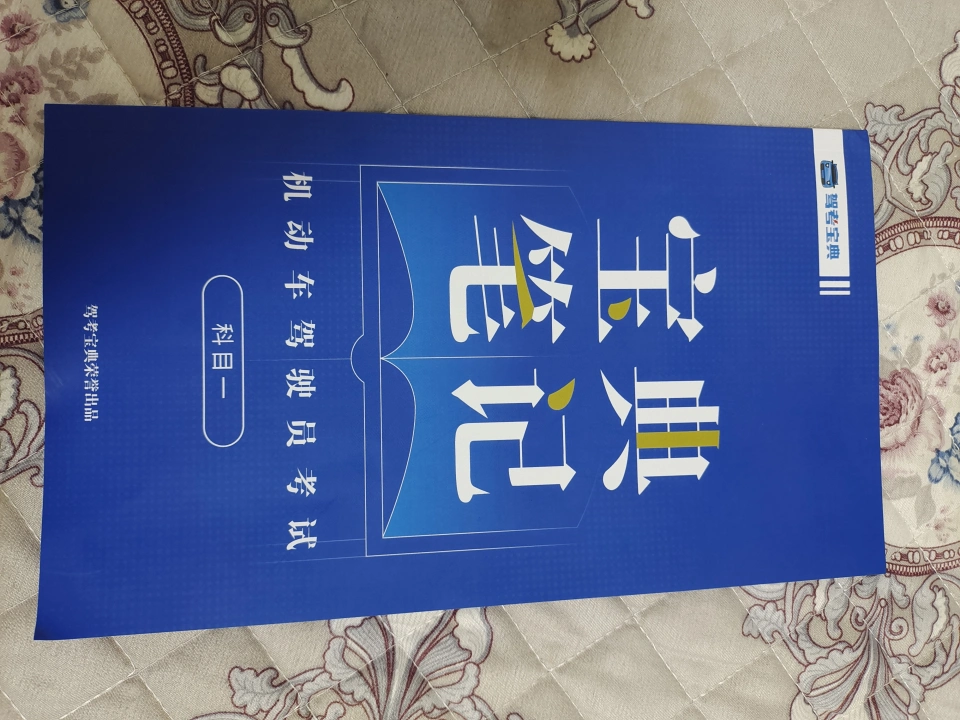 驾考宝典
宝典
笔记
机动车驾驶员考试
科目一
驾考宝典荣誉出品